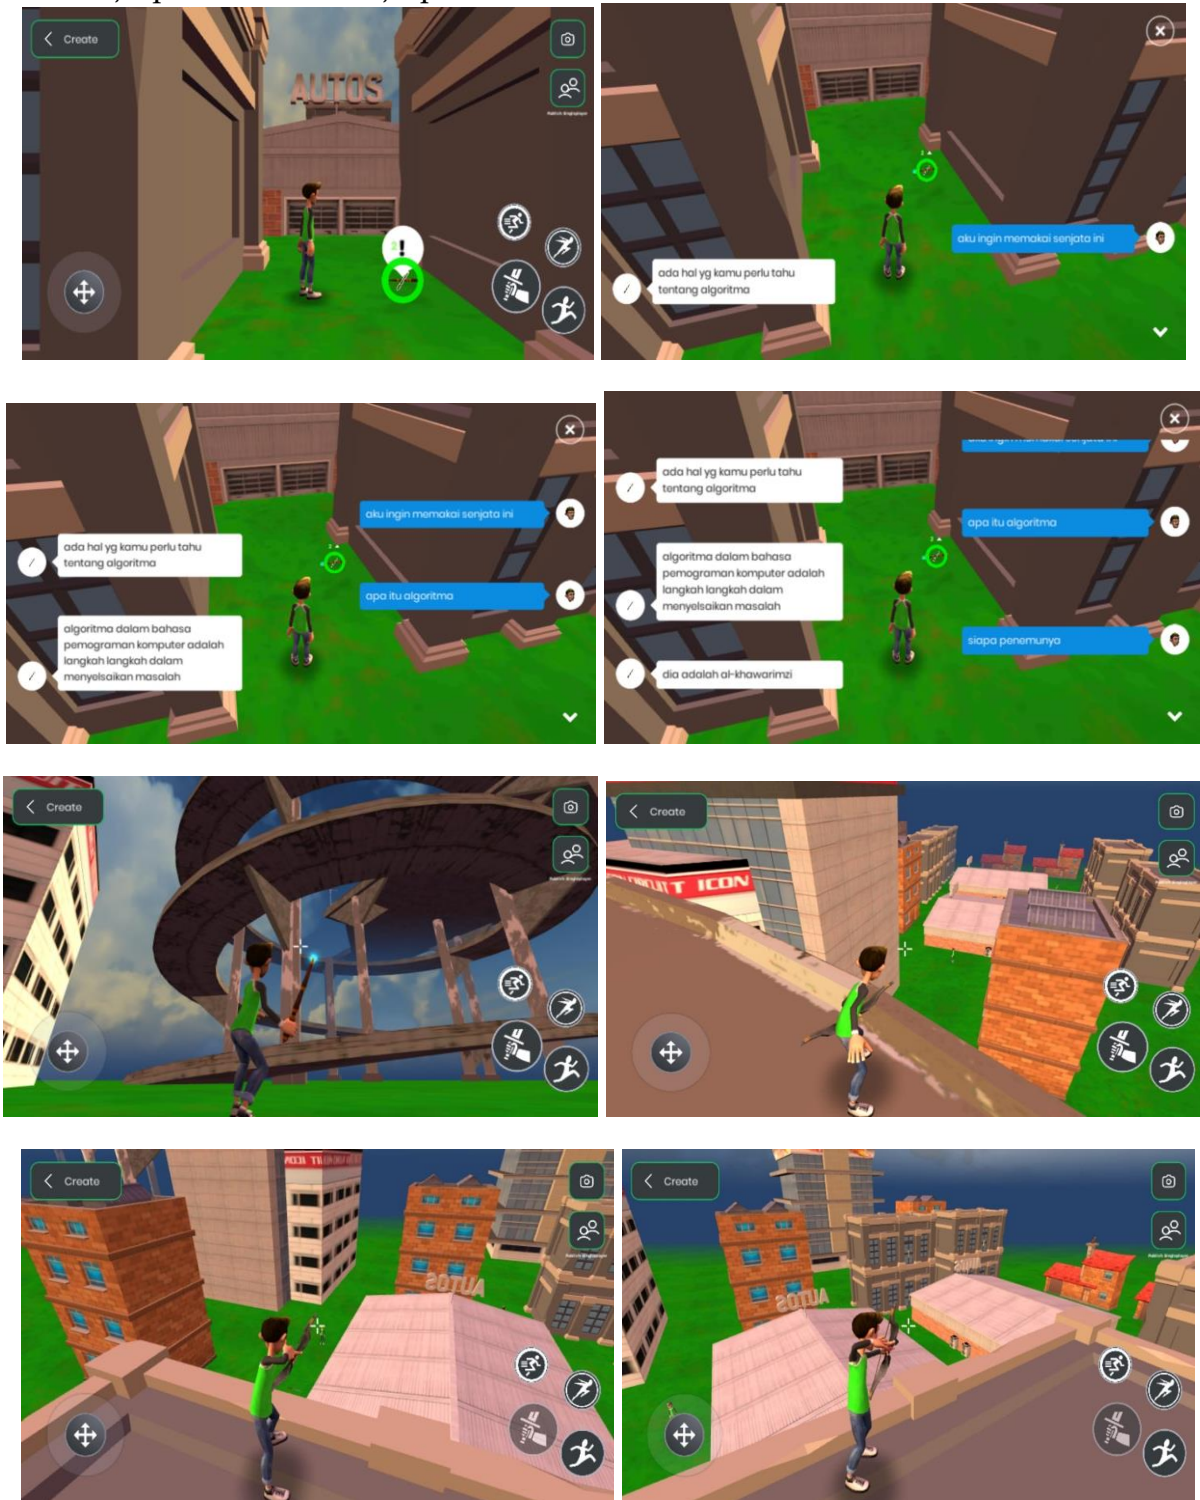 Create
AUTOS
aku ingin memakai senjata ini
ada hal yg kamu perlu tahu
tentang algoritma
aku ingin memakai senjata ini
ada hal yg kamu perlu tahu
tentang algoritma
apa itu algoritma
algoritma dalam bahasa
pemograman komputer adalah
langkah langkah dalam
menyelsaikan masalah
ada hal yg kamu perlu tahu
tentang algoritma
apa itu algoritma
algoritma dalam bahasa
pemograman komputer adalah
langkah langkah dalam
menyelsaikan masalah
siapa penemunya
dia adalah al-khawarimzi
Create
Create
T ICON
Create
AUTOS
Create
AUTOS